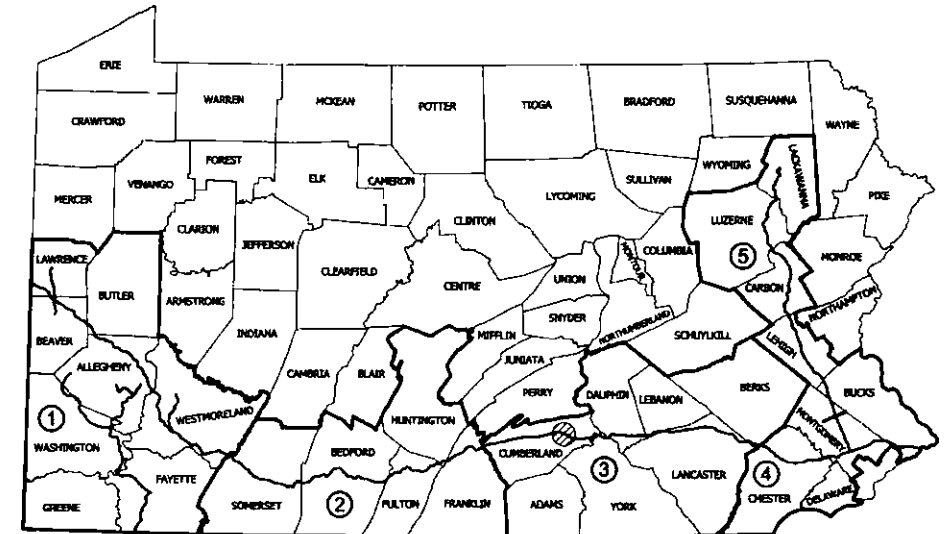 ERIE
WARREN
MCKEAN
POTTER
TIOGA
BRADFORD
SUSQUEHANNA
WAYNE
CRAWFORD
FOREST
WYOMING
LACKAWANNA
MERCER
VENANGO
ELK
CAMERON
LYCOMING
SULLIVAN
PIKE
CLARION
CLINTON
LUZERNE
JEFFERSON
COLUMBIA
MONTOUR
5
MONROE
LAWRENCE
CLEARFIELD
CENTRE
UNION
CARBON
BUTLER
ARMSTRONG
NORTHAMPTON
SNYDER
NORTHUMBERLAND
BEAVER
INDIANA
MIFFLIN
SCHUYLKILL
LEHIGH
ALLEGHENY
JUNIATA
CAMBRIA
BLAIR
PERRY
DAUPHIN
LEBANON
BERKS
BUCKS
1
WESTMORELAND
HUNTINGTON
MONTGOMERY
WASHINGTON
BEDFORD
CUMBERLAND
3
LANCASTER
4
FAYETTE
SOMERSET
2
FULTON
FRANKLIN
ADAMS
YORK
CHESTER
DELAWARE
GREENE